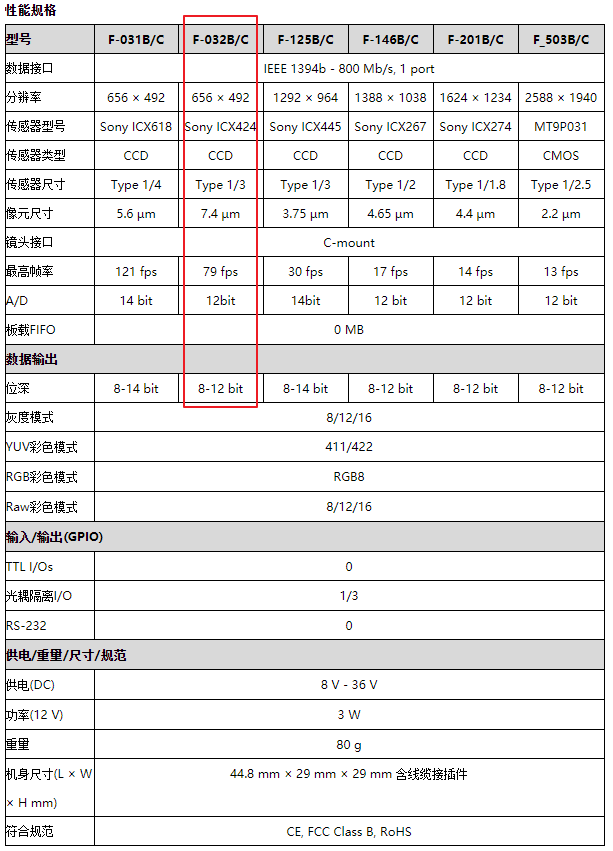 性能规格
型号 F-031B/C F-032B/C F-125B/C F-146B/C F-201B/C F_503B/C
数据接口 IEEE 1394b - 800 Mb/s, 1 port
分辨率 656 × 492 656 × 492 1292 × 964 1388 × 1038 1624 × 1234 2588 × 1940
传感器型号 Sony ICX618 Sony ICX424 Sony ICX445 Sony ICX267 Sony ICX274 MT9P031
传感器类型 CCD CCD CCD CCD CCD CMOS
传感器尺寸 Type 1/4 Type 1/3 Type 1/3 Type 1/2 Type 1/1.8 Type 1/2.5
像元尺寸 5.6 μm 7.4 μm 3.75 μm 4.65 μm 4.4 μm 2.2 μm
镜头接口 C-mount
最高帧率 121 fps 79 fps 30 fps 17 fps 14 fps 13 fps
A/D 14 bit 12bit 14bit 12 bit 12 bit 12 bit
板载FIFO 0 MB
数据输出
位深 8-14 bit 8-12 bit 8-14 bit 8-12 bit 8-12 bit 8-12 bit
灰度模式 8/12/16
YUV彩色模式 411/422
RGB彩色模式 RGB8
Raw彩色模式 8/12/16
输入/输出(GPIO)
TTL I/Os 0
光耦隔离I/O 1/3
RS-232 0
供电/重量/尺寸/规范
供电(DC) 8 V - 36 V
功率(12 V) 3 W
重量 80 g
机身尺寸(L × W 44.8 mm × 29 mm × 29 mm 含线缆接插件
× H mm)
符合规范 CE, FCC Class B, RoHS